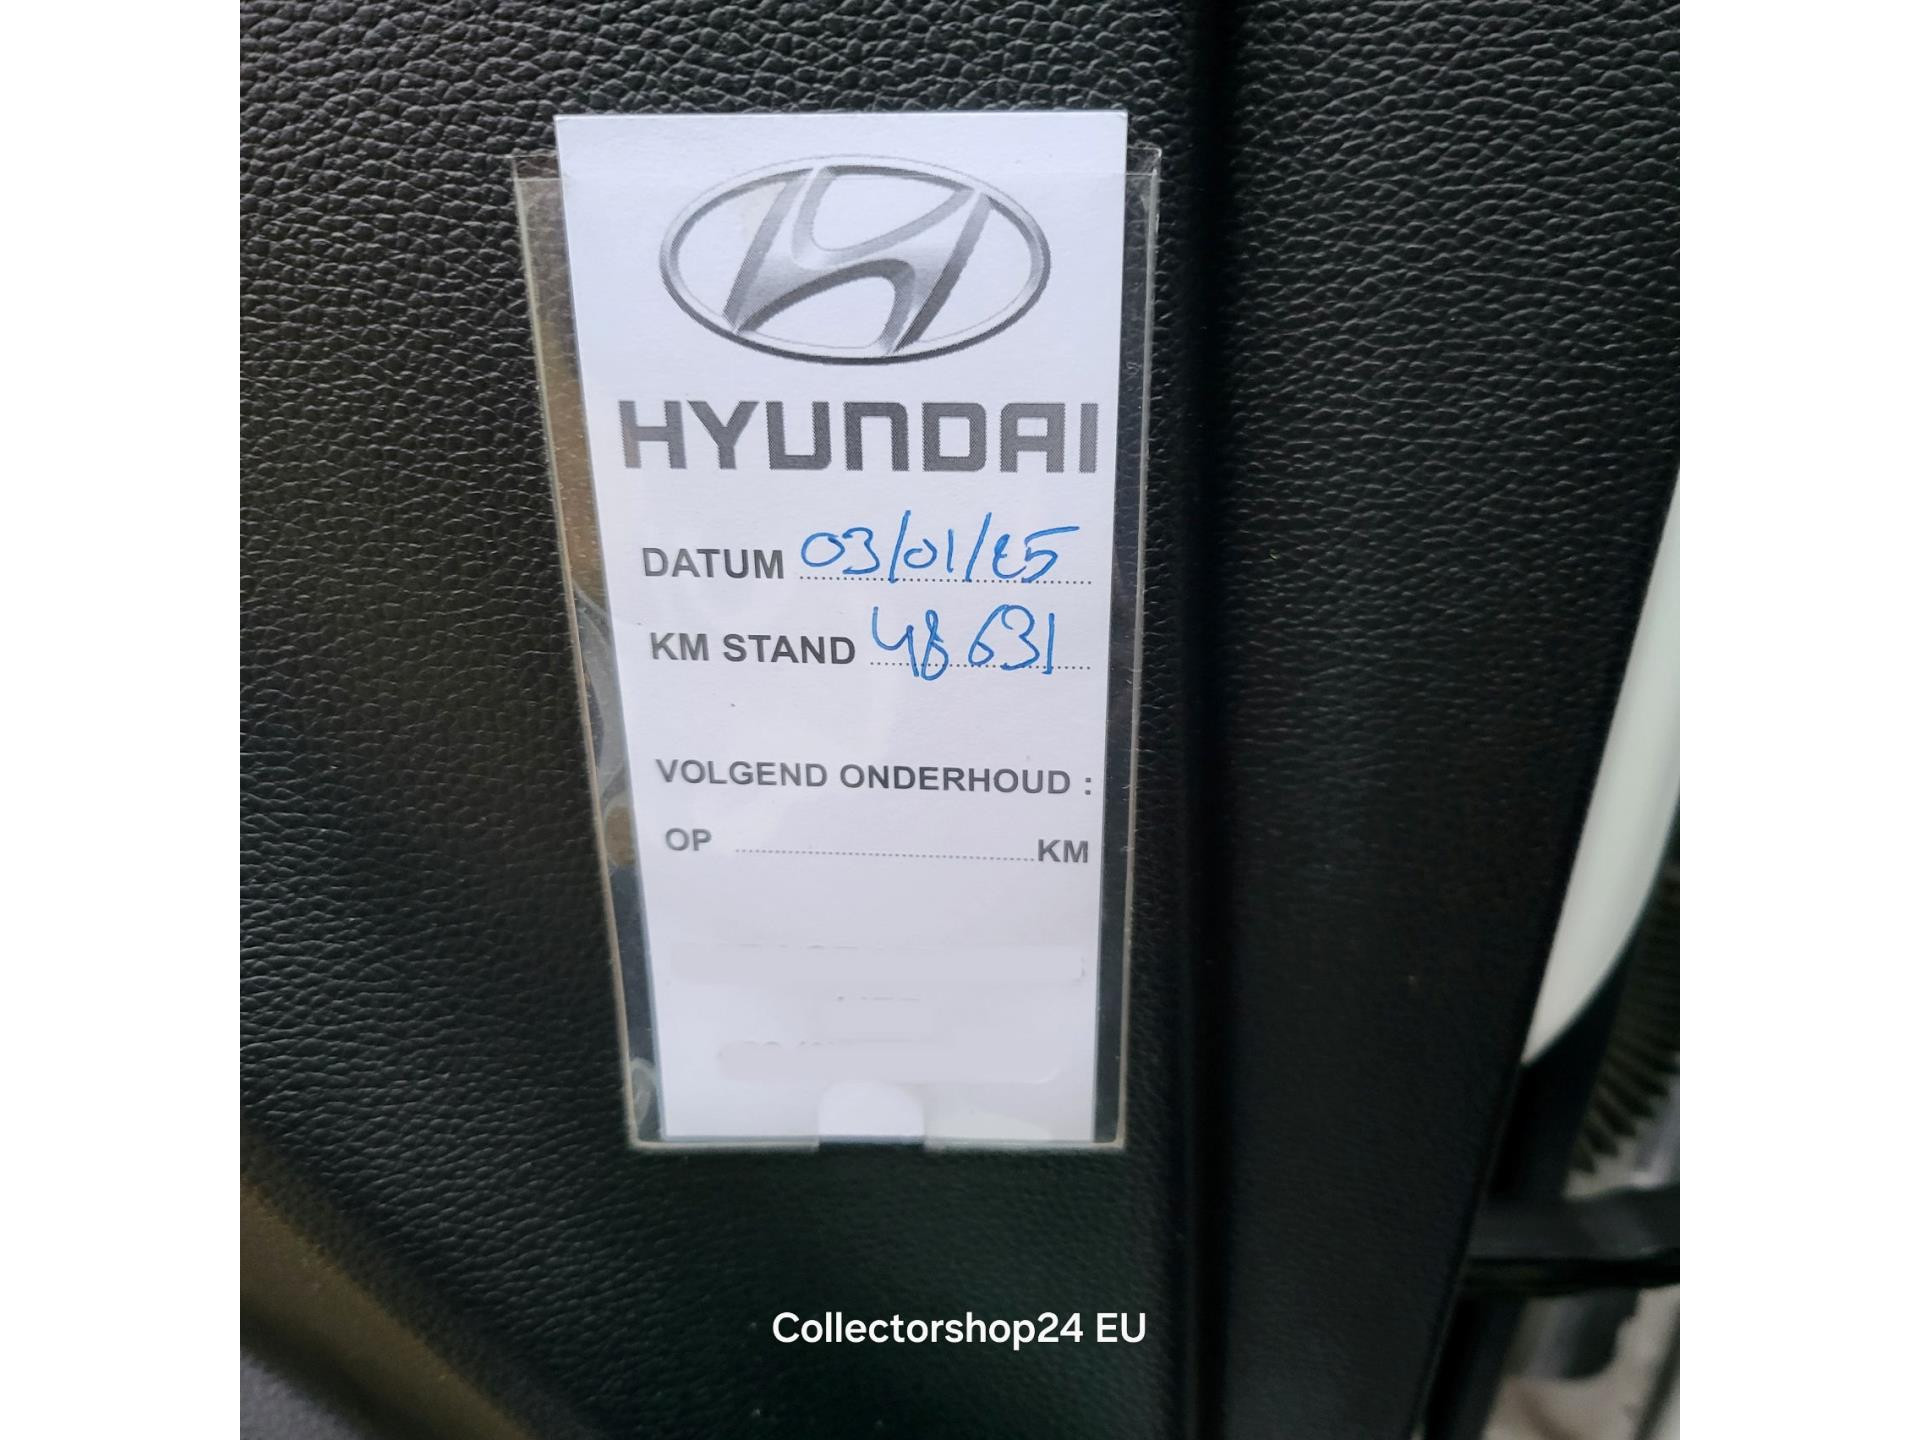 HYUNDAI
DATUM 03/01/25
KM STAND 48 631
VOLGEND ONDERHOUD :
OP ........................................ KM
Collectorshop24 EU